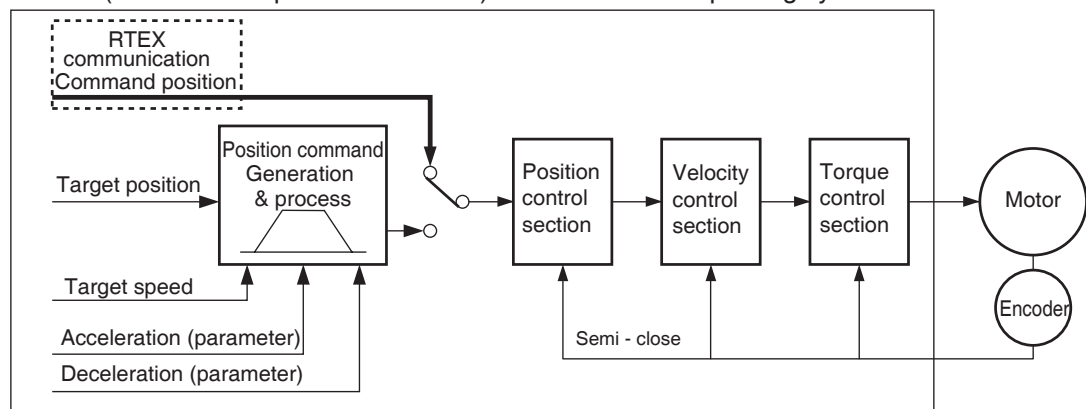 RTEX
communication
Command position
Position command
Generation
& process
Target position
Target speed
Acceleration (parameter)
Deceleration (parameter)
Position
control
section
Velocity
control
section
Torque
control
section
Motor
Encoder
Semi - close